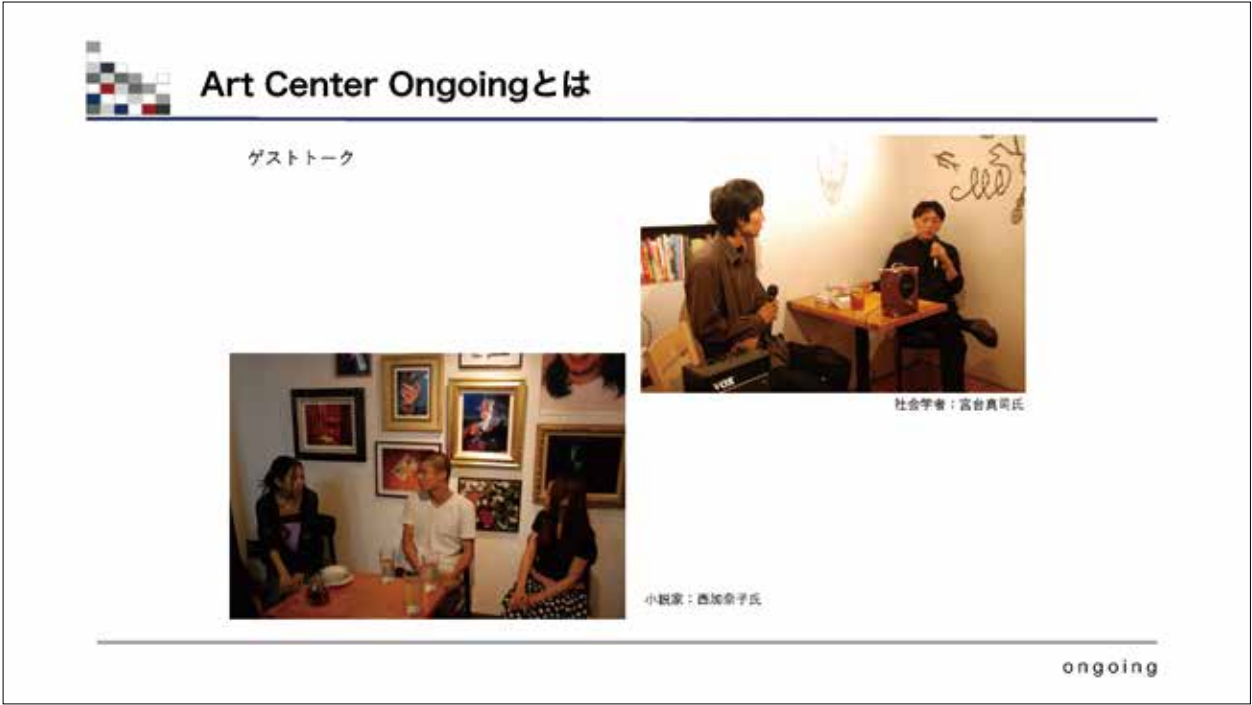 Art Center Ongoingとは
ゲストトーク
VOX
社会学者：宮台真司氏
小説家：西加奈子氏
ongoing